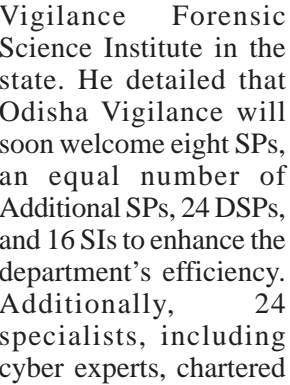 Vigilance Forensic
Science Institute in the
state. He detailed that
Odisha Vigilance will
soon welcome eight SPs,
an equal number of
Additional SPs, 24 DSPs,
and 16 SIs to enhance the
department's efficiency.
Additionally, 24
specialists, including
cyber experts, chartered